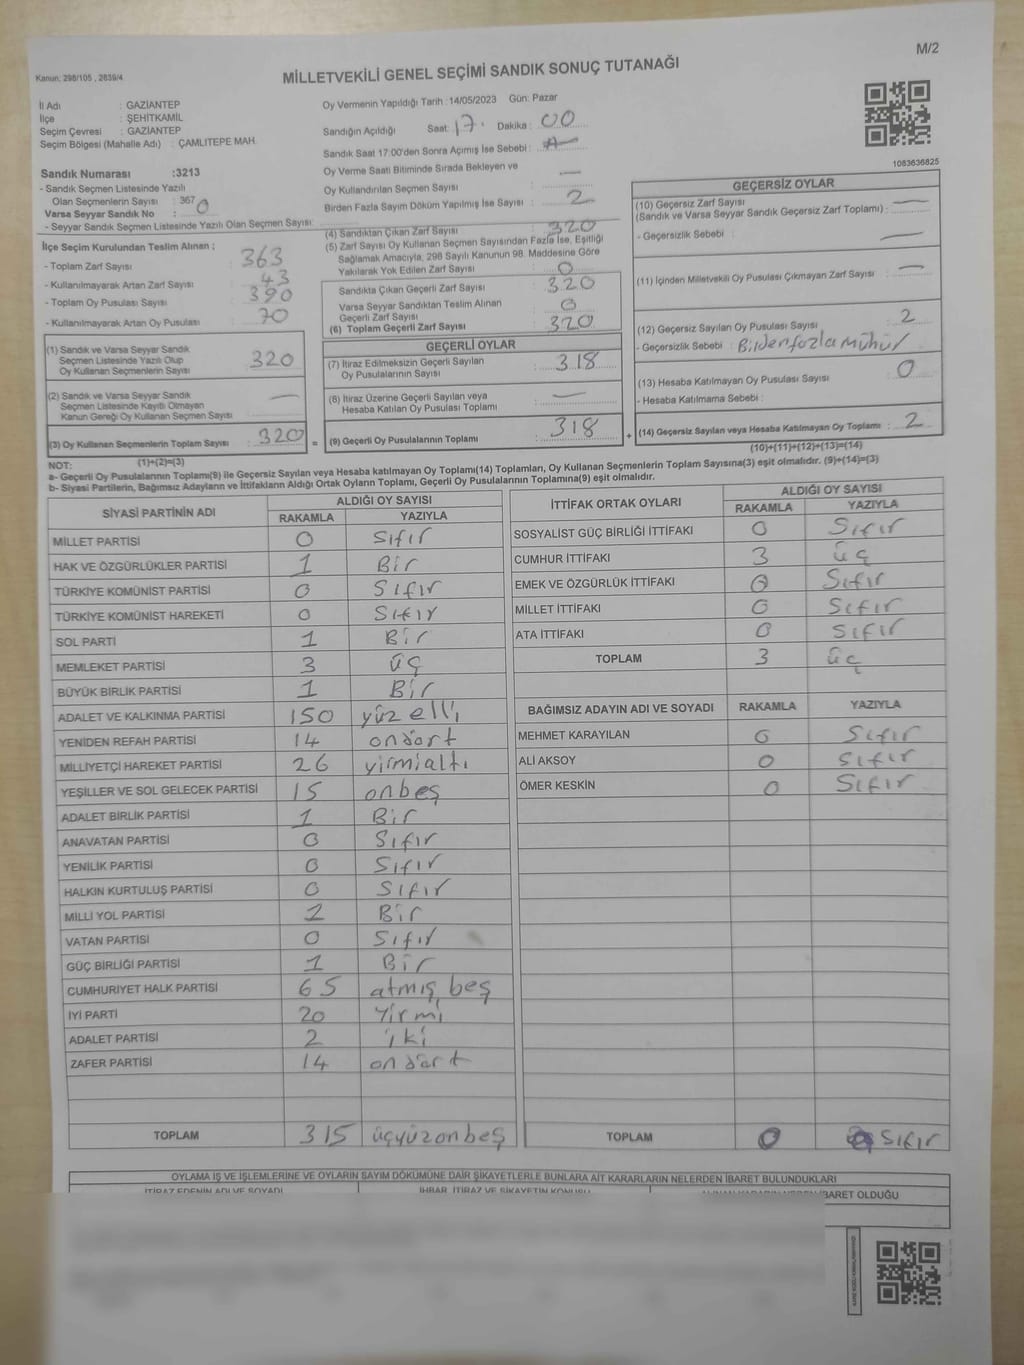 M/2
Kanun: 298/105 , 2839/4
MİLLETVEKİLİ GENEL SEÇİMİ SANDIK SONUÇ TUTANAĞI
İl Adı : GAZİANTEP
İlçe : ŞEHİTKAMİL
Seçim Çevresi : GAZİANTEP
Seçim Bölgesi (Mahalle Adı) : ÇAMLITEPE MAH.
Sandık Numarası :3213
- Sandık Seçmen Listesinde Yazılı
Olan Seçmenlerin Sayısı : 367
Varsa Seyyar Sandık No : 0
- Seyyar Sandık Seçmen Listesinde Yazılı Olan Seçmen Sayısı:
Oy Vermenin Yapıldığı Tarih :14/05/2023 Gün: Pazar
Sandığın Açıldığı Saat: 17 Dakika : 00
Sandık Saat 17:00'den Sonra Açımış İse Sebebi :
Oy Verme Saati Bitiminde Sırada Bekleyen ve
Oy Kullandırılan Seçmen Sayısı : —
Birden Fazla Sayım Döküm Yapılmış İse Sayısı : 2
1083636825
İlçe Seçim Kurulundan Teslim Alınan ;
- Toplam Zarf Sayısı : 363
- Kullanılmayarak Artan Zarf Sayısı : 43
- Toplam Oy Pusulası Sayısı : 390
- Kullanılmayarak Artan Oy Pusulası : 70
(1) Sandık ve Varsa Seyyar Sandık
Seçmen Listesinde Yazılı Olup
Oy Kullanan Seçmenlerin Sayısı : 320
(2) Sandık ve Varsa Seyyar Sandık
Seçmen Listesinde Kayıtlı Olmayan
Kanun Gereği Oy Kullanan Seçmen Sayısı : —
(3) Oy Kullanan Seçmenlerin Toplam Sayısı : 320 =
(1)+(2)=(3)
(4) Sandıktan Çıkan Zarf Sayısı : 320
(5) Zarf Sayısı Oy Kullanan Seçmen Sayısından Fazla İse, Eşitliği
Sağlamak Amacıyla, 298 Sayılı Kanunun 98. Maddesine Göre
Yakılarak Yok Edilen Zarf Sayısı : 0
Sandıkta Çıkan Geçerli Zarf Sayısı : 320
Varsa Seyyar Sandıktan Teslim Alınan
Geçerli Zarf Sayısı : 0
(6) Toplam Geçerli Zarf Sayısı : 320
GEÇERLİ OYLAR
(7) İtiraz Edilmeksizin Geçerli Sayılan
Oy Pusulalarının Sayısı : 318
(8) İtiraz Üzerine Geçerli Sayılan veya
Hesaba Katılan Oy Pusulası Toplamı : —
(9) Geçerli Oy Pusulalarının Toplamı : 318 +
GEÇERSİZ OYLAR
(10) Geçersiz Zarf Sayısı
(Sandık ve Varsa Seyyar Sandık Geçersiz Zarf Toplamı) : —
- Geçersizlik Sebebi : —
(11) İçinden Milletvekili Oy Pusulası Çıkmayan Zarf Sayısı : —
(12) Geçersiz Sayılan Oy Pusulası Sayısı : 2
- Geçersizlik Sebebi : Birdenfazla mühür
(13) Hesaba Katılmayan Oy Pusulası Sayısı : 0
- Hesaba Katılmama Sebebi :
(14) Geçersiz Sayılan veya Hesaba Katılmayan Oy Toplamı : 2
(10)+(11)+(12)+(13)=(14)
NOT:
a- Geçerli Oy Pusulalarının Toplamı(9) ile Geçersiz Sayılan veya Hesaba katılmayan Oy Toplamı(14) Toplamları, Oy Kullanan Seçmenlerin Toplam Sayısına(3) eşit olmalıdır. (9)+(14)=(3)
b- Siyasi Partilerin, Bağımsız Adayların ve İttifakların Aldığı Ortak Oyların Toplamı, Geçerli Oy Pusulalarının Toplamına(9) eşit olmalıdır.
SİYASİ PARTİNİN ADI ALDIĞI OY SAYISI
RAKAMLA YAZIYLA
MİLLET PARTİSİ 0 Sıfır
HAK VE ÖZGÜRLÜKLER PARTİSİ 1 Bir
TÜRKİYE KOMÜNİST PARTİSİ 0 Sıfır
TÜRKİYE KOMÜNİST HAREKETİ 0 Sıfır
SOL PARTİ 1 Bir
MEMLEKET PARTİSİ 3 üç
BÜYÜK BİRLİK PARTİSİ 1 Bir
ADALET VE KALKINMA PARTİSİ 150 yüz elli
YENİDEN REFAH PARTİSİ 14 ondört
MİLLİYETÇİ HAREKET PARTİSİ 26 yirmialtı
YEŞİLLER VE SOL GELECEK PARTİSİ 15 onbeş
ADALET BİRLİK PARTİSİ 1 Bir
ANAVATAN PARTİSİ 0 Sıfır
YENİLİK PARTİSİ 0 Sıfır
HALKIN KURTULUŞ PARTİSİ 0 Sıfır
MİLLİ YOL PARTİSİ 1 Bir
VATAN PARTİSİ 0 Sıfır
GÜÇ BİRLİĞİ PARTİSİ 1 Bir
CUMHURİYET HALK PARTİSİ 65 atmış beş
İYİ PARTİ 20 Yirmi
ADALET PARTİSİ 2 iki
ZAFER PARTİSİ 14 ondört
TOPLAM 315 üçyüzonbeş
İTTİFAK ORTAK OYLARI ALDIĞI OY SAYISI
RAKAMLA YAZIYLA
SOSYALİST GÜÇ BİRLİĞİ İTTİFAKI 0 Sıfır
CUMHUR İTTİFAKI 3 üç
EMEK VE ÖZGÜRLÜK İTTİFAKI 0 Sıfır
MİLLET İTTİFAKI 0 Sıfır
ATA İTTİFAKI 0 Sıfır
TOPLAM 3 üç
BAĞIMSIZ ADAYIN ADI VE SOYADI RAKAMLA YAZIYLA
MEHMET KARAYILAN 0 Sıfır
ALİ AKSOY 0 Sıfır
ÖMER KESKİN 0 Sıfır
TOPLAM 0 Sıfır
OYLAMA İŞ VE İŞLEMLERİNE VE OYLARIN SAYIM DÖKÜMÜNE DAİR ŞİKAYETLERLE BUNLARA AİT KARARLARIN NELERDEN İBARET BULUNDUKLARI
İTİRAZ EDENİN ADI VE SOYADI İHBAR, İTİRAZ VE ŞİKAYETİN KONUSU İBARET OLDUĞU